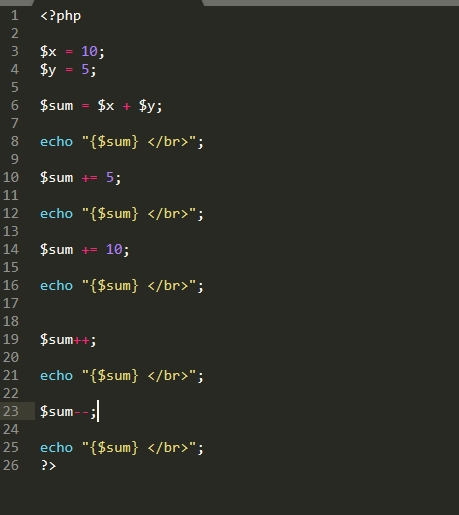 1 <?php
2
3 $x = 10;
4 $y = 5;
5
6 $sum = $x + $y;
7
8 echo "{$sum} </br>";
9
10 $sum += 5;
11
12 echo "{$sum} </br>";
13
14 $sum += 10;
15
16 echo "{$sum} </br>";
17
18
19 $sum++;
20
21 echo "{$sum} </br>";
22
23 $sum--;
24
25 echo "{$sum} </br>";
26 ?>